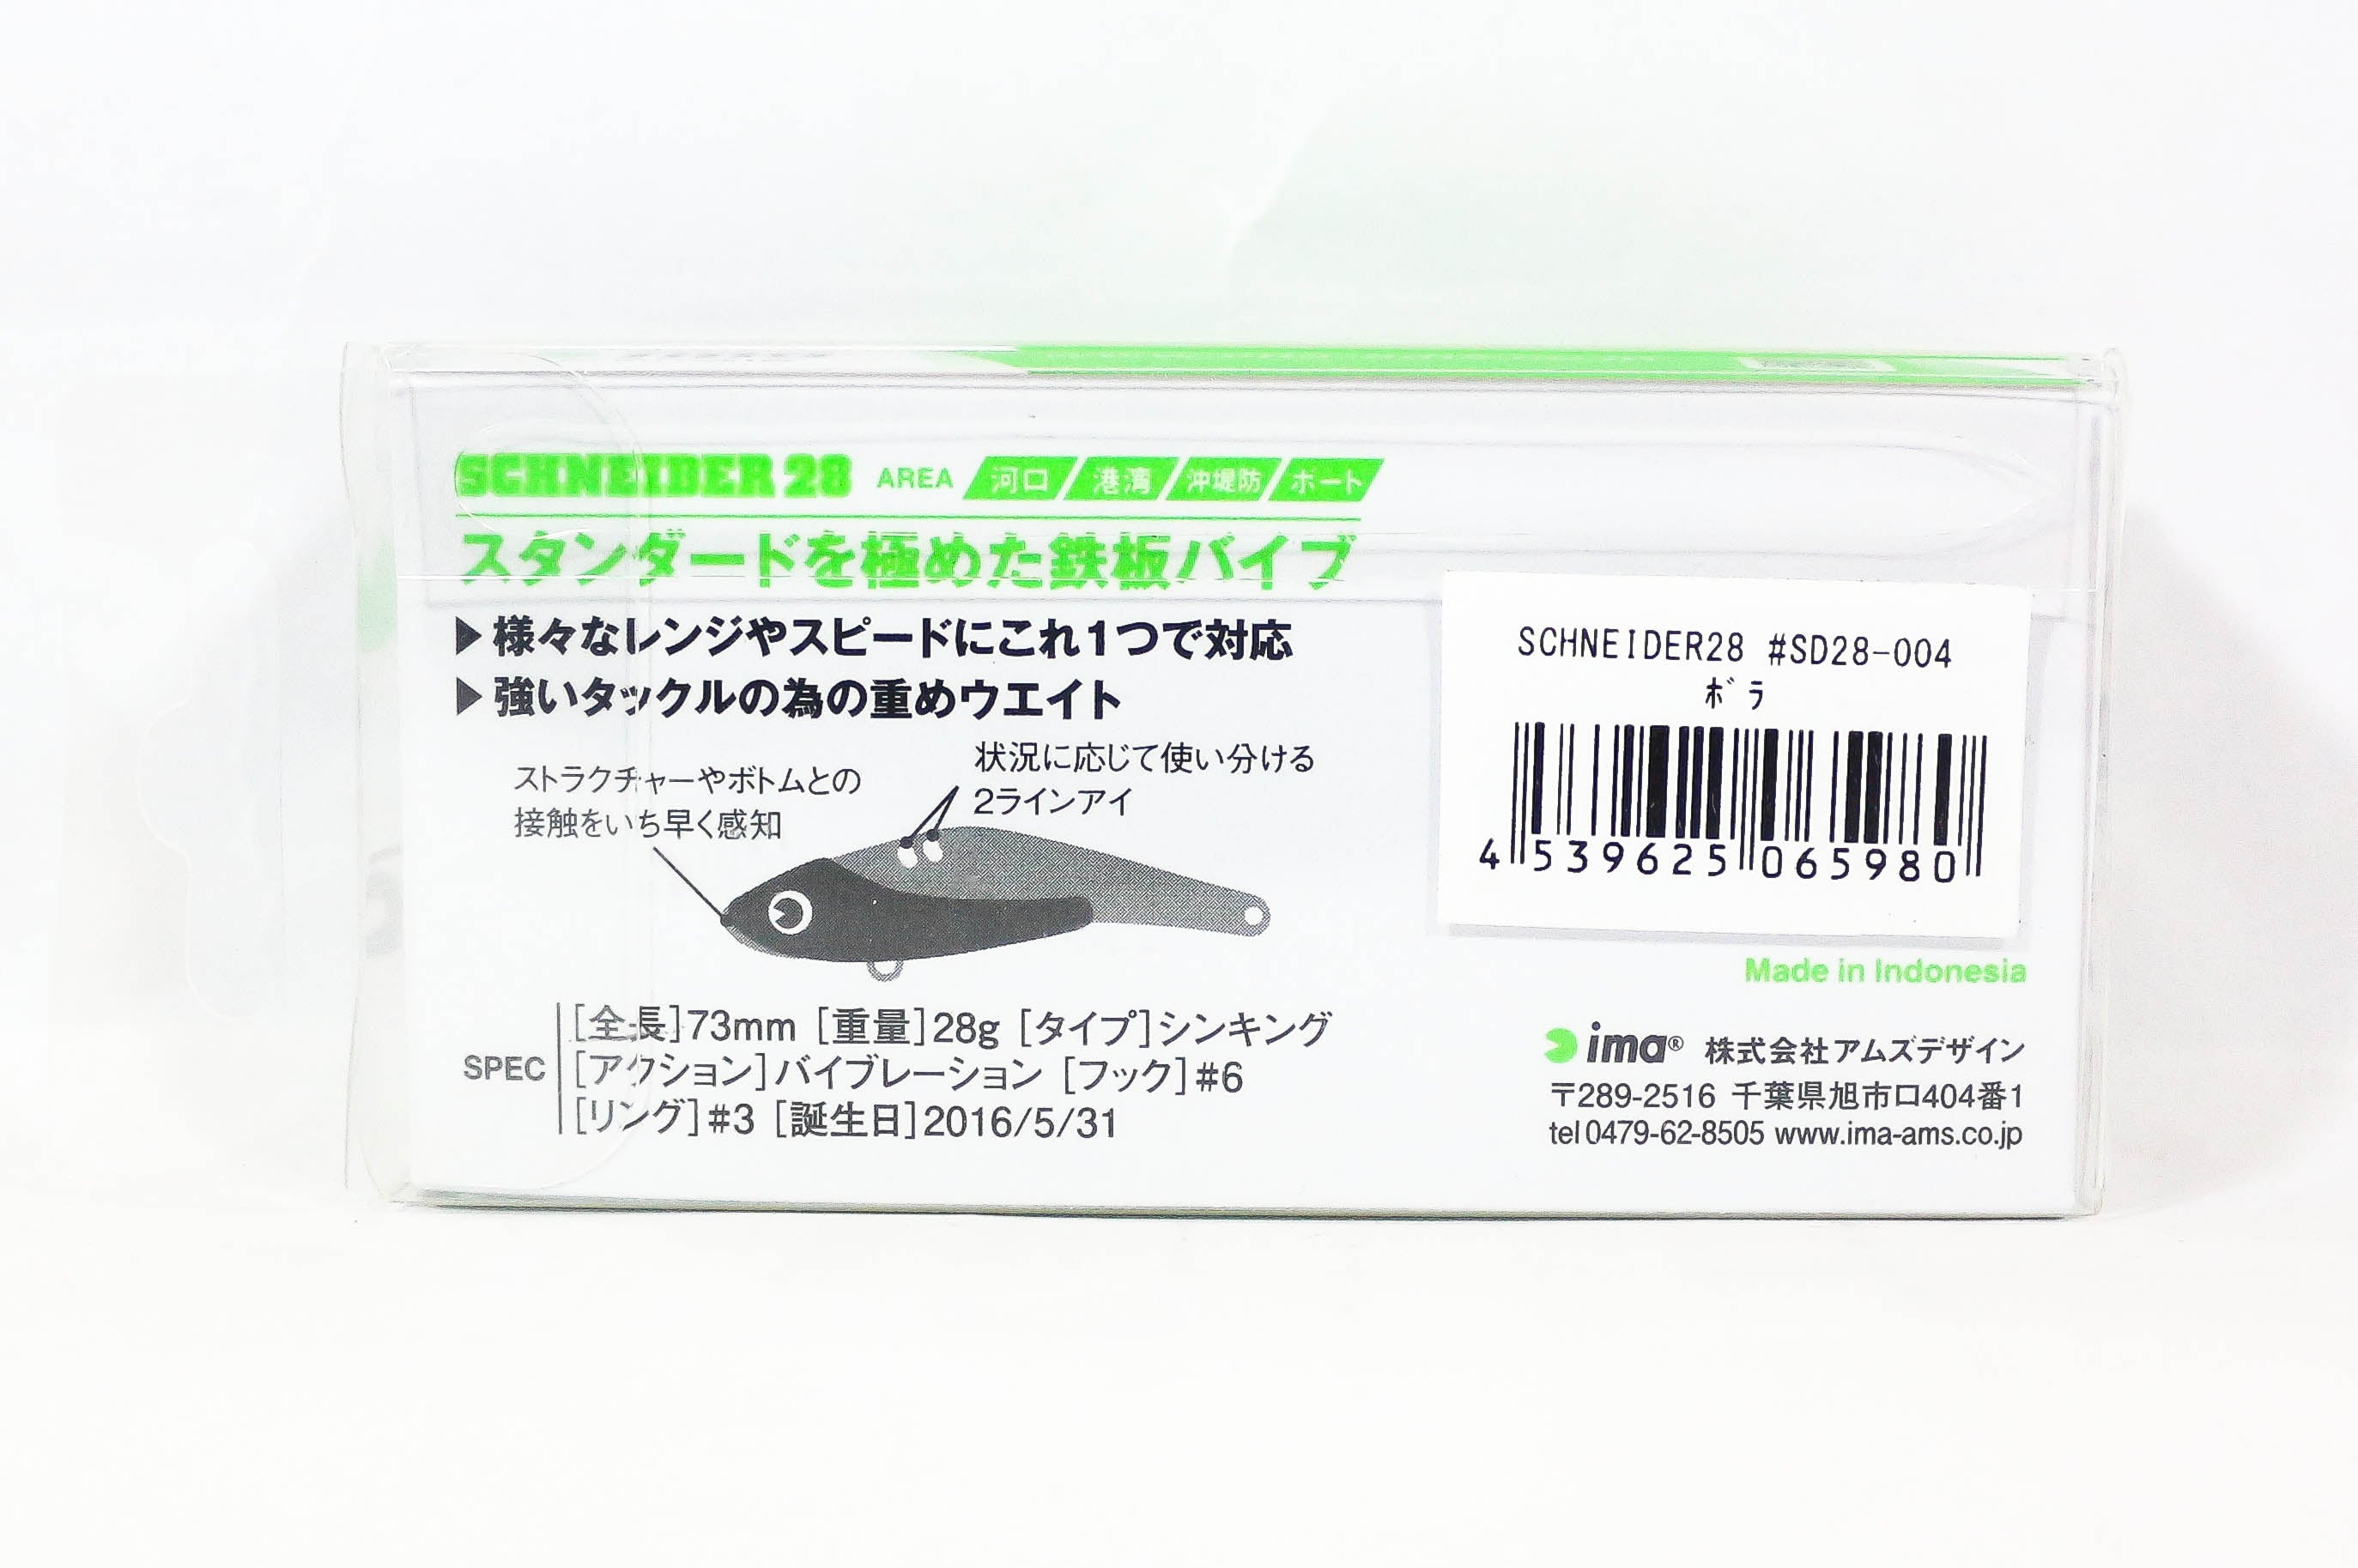 SCHNEIDER 28 AREA 河口 港湾 沖堤防 ボート
スタンダードを極めた鉄板バイブ
▶様々なレンジやスピードにこれ1つで対応
▶強いタックルの為の重めウエイト
ストラクチャーやボトムとの
接触をいち早く感知
状況に応じて使い分ける
2ラインアイ
SPEC
[全長]73mm [重量]28g [タイプ]シンキング
[アクション]バイブレーション [フック]#6
[リング]#3 [誕生日]2016/5/31
SCHNEIDER28 #SD28-004
ﾎﾞﾗ
4 539625 065980
Made in Indonesia
ima® 株式会社アムズデザイン
〒289-2516 千葉県旭市ロ404番1
tel 0479-62-8505 www.ima-ams.co.jp